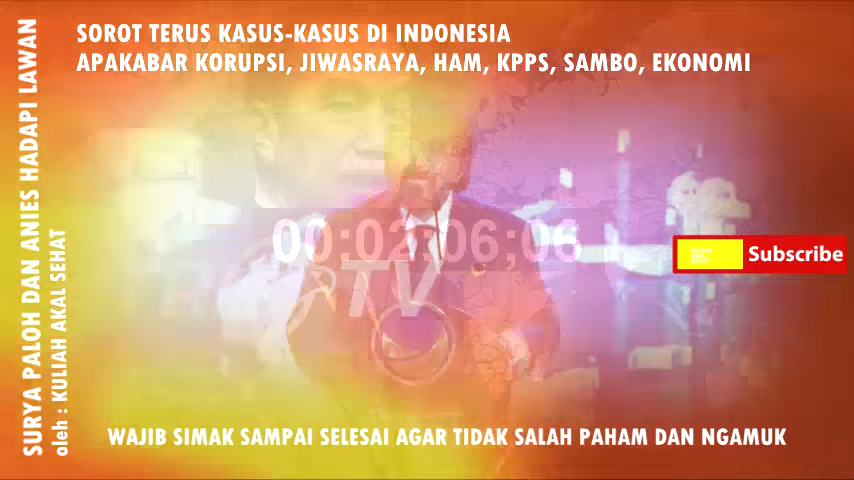 SOROT TERUS KASUS-KASUS DI INDONESIA
APAKABAR KORUPSI, JIWASRAYA, HAM, KPPS, SAMBO, EKONOMI
SURYA PALOH DAN ANIES HADAPI LAWAN
oleh : KULIAH AKAL SEHAT
00:02:06;06
TV
Subscribe
WAJIB SIMAK SAMPAI SELESAI AGAR TIDAK SALAH PAHAM DAN NGAMUK